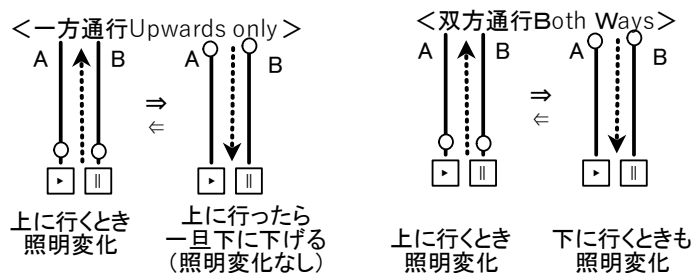 ＜一方通行Upwards only＞
A B
A B
⇒
⇐
上に行くとき
照明変化
上に行ったら
一旦下に下げる
（照明変化なし）
＜双方通行Both Ways＞
A B
A B
⇒
⇐
上に行くとき
照明変化
下に行くときも
照明変化